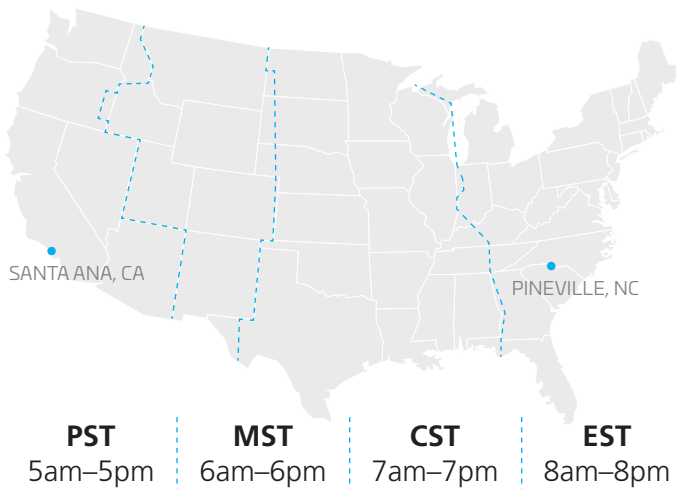 SANTA ANA, CA
PINEVILLE, NC
PST MST CST EST
5am–5pm 6am–6pm 7am–7pm 8am–8pm